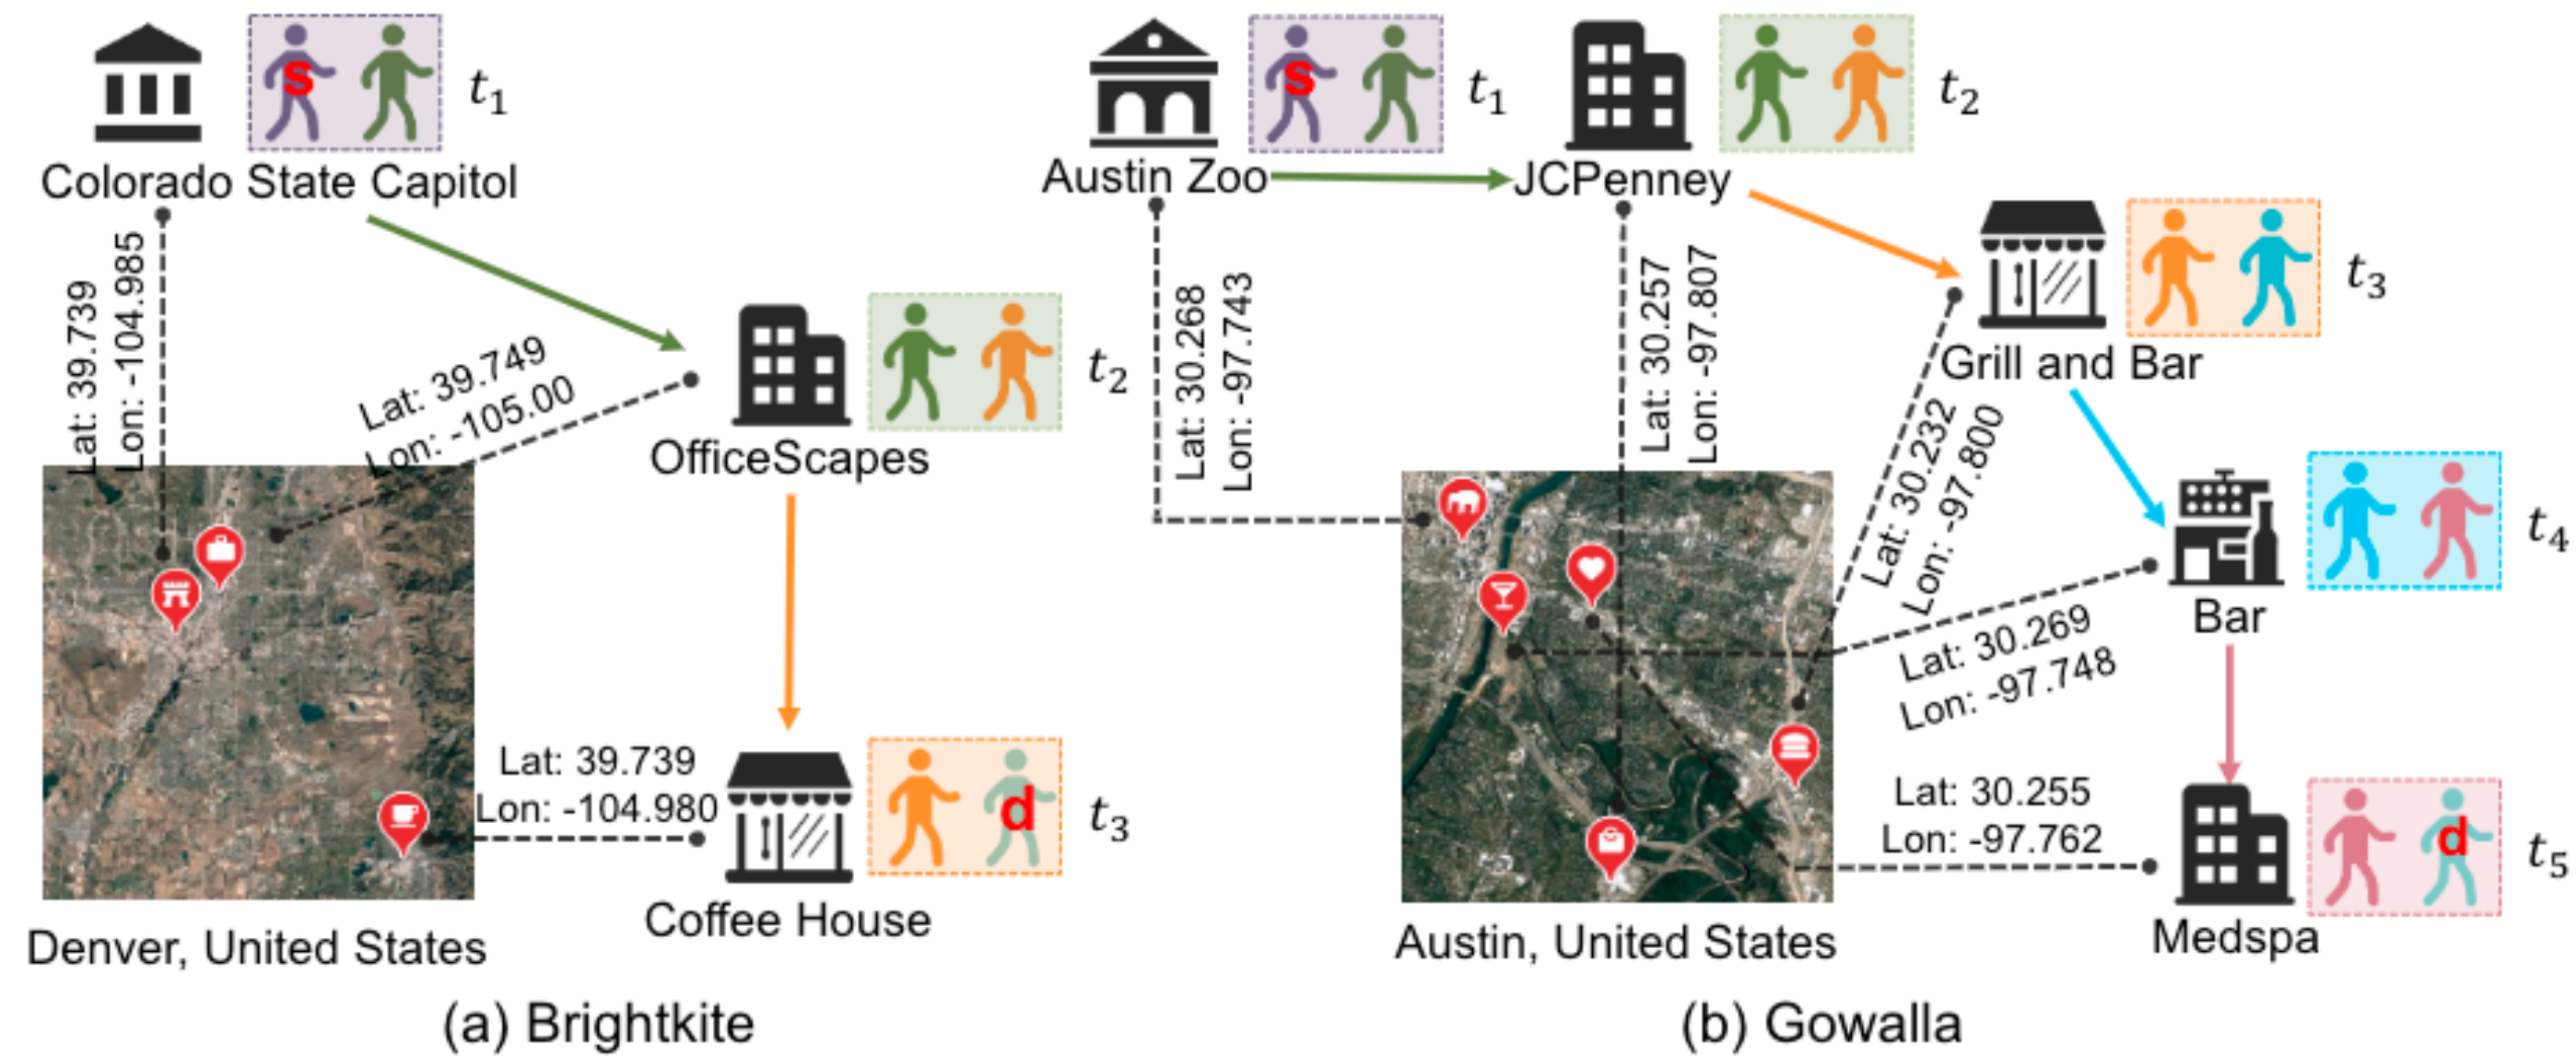 s
t1
Colorado State Capitol
Lat: 39.739
Lon: -104.985
Lat: 39.749
Lon: -105.00
t2
OfficeScapes
Lat: 39.739
Lon: -104.980
d
t3
Coffee House
Denver, United States
(a) Brightkite
s
t1
Austin Zoo
t2
JCPenney
Lat: 30.268
Lon: -97.743
Lat: 30.257
Lon: -97.807
t3
Grill and Bar
Lat: 30.232
Lon: -97.800
t4
Bar
Lat: 30.269
Lon: -97.748
Lat: 30.255
Lon: -97.762
d
t5
Medspa
Austin, United States
(b) Gowalla